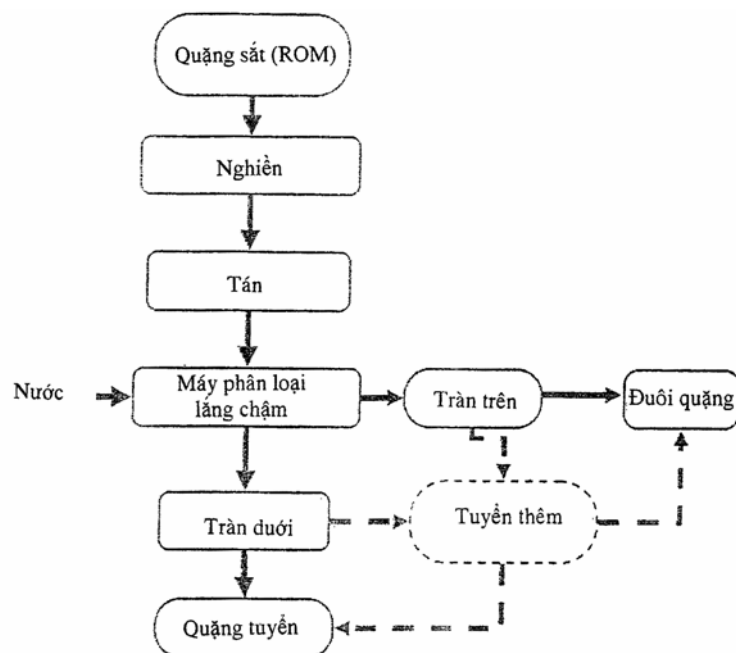 Quặng sắt (ROM)
Nghiền
Tán
Nước
Máy phân loại
lắng chậm
Tràn trên
Đuôi quặng
Tràn duới
Tuyển thêm
Quặng tuyển